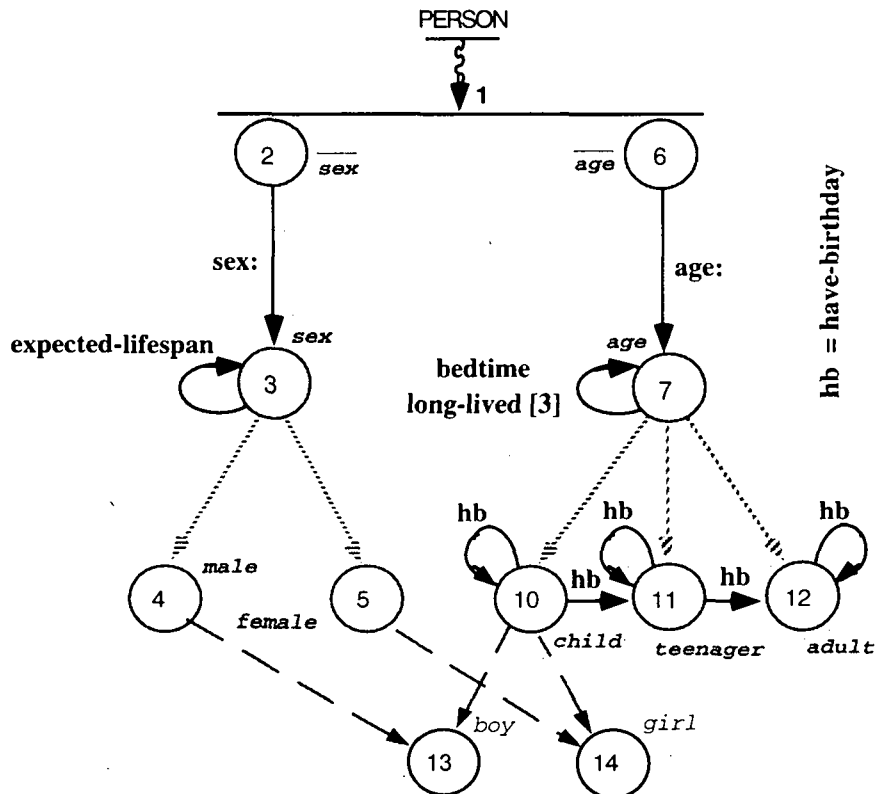 PERSON
1
2
sex
age
6
sex:
age:
hb = have-birthday
expected-lifespan
sex
3
age
bedtime
long-lived [3]
7
hb
hb
hb
4
male
5
female
10
hb
11
hb
12
child
teenager
adult
boy
girl
13
14